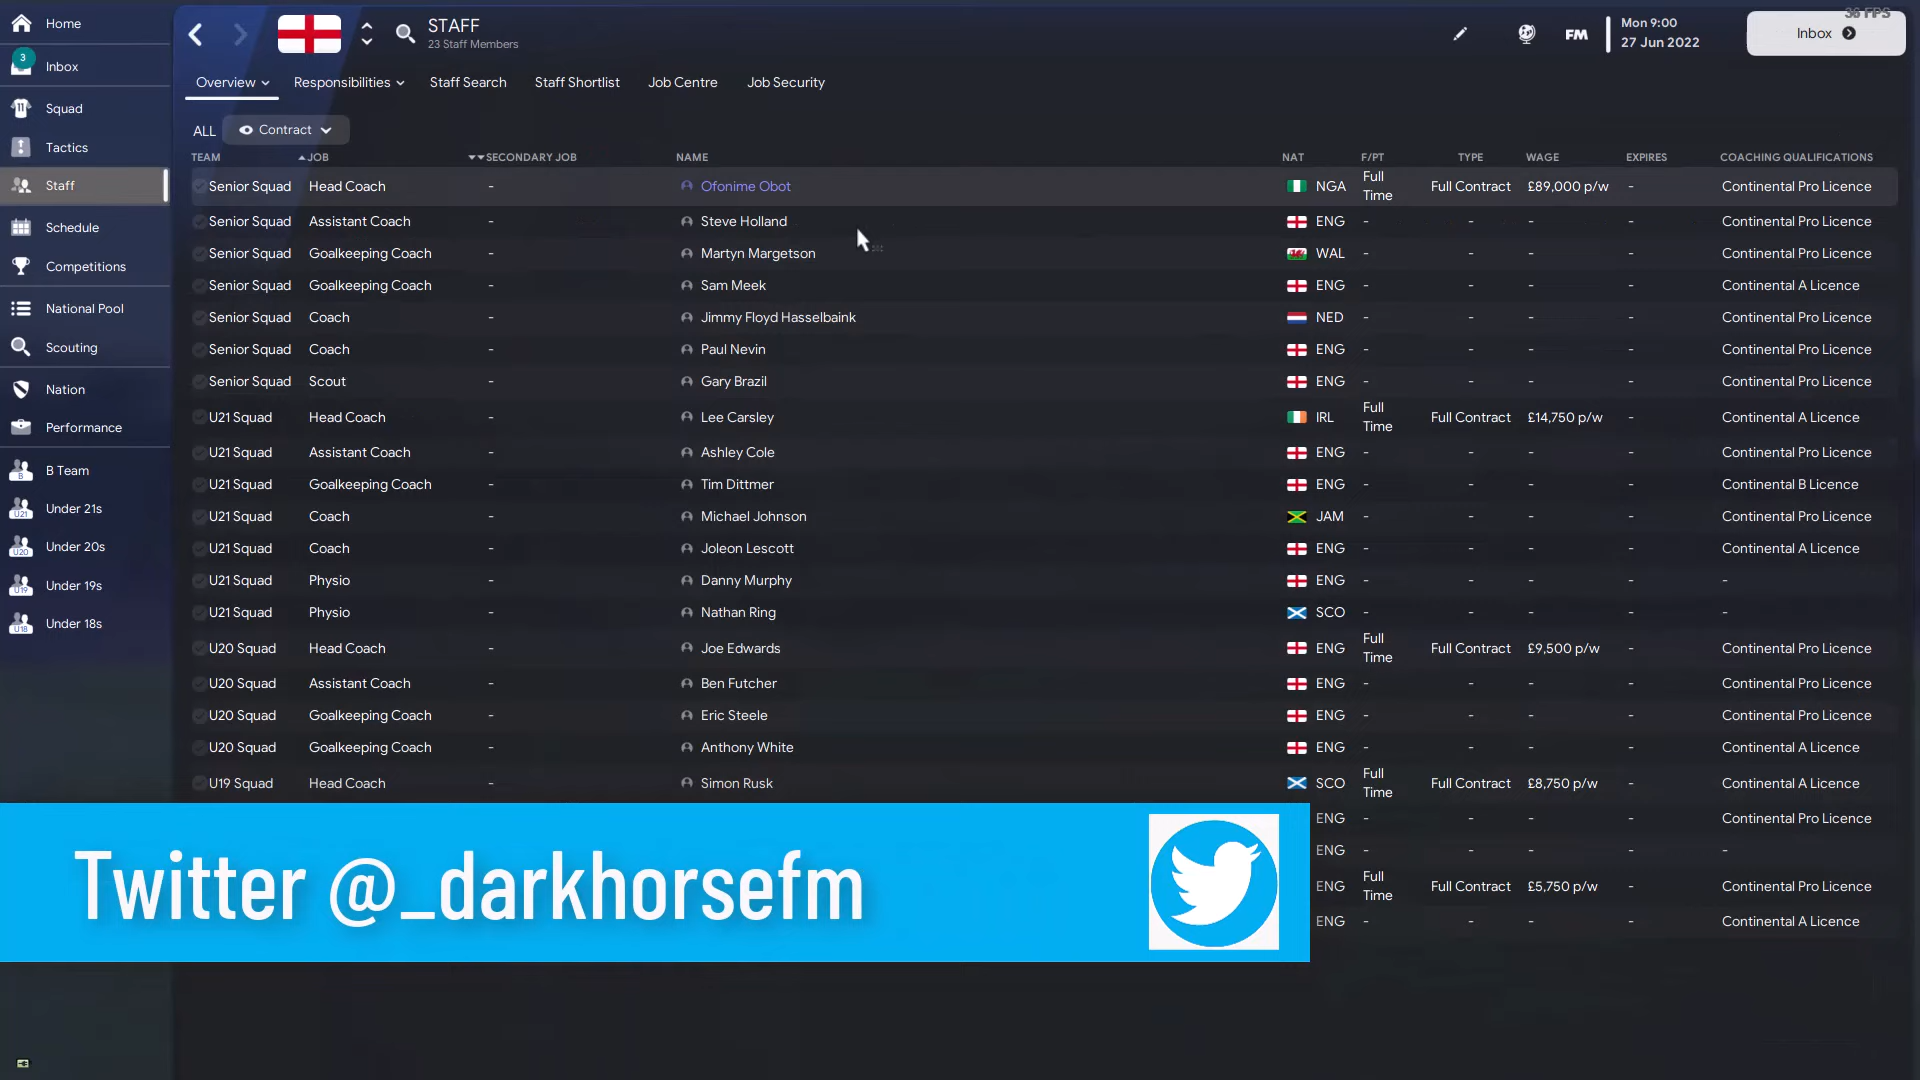 Home
Inbox
3
Squad
Tactics
Staff
Schedule
Competitions
National Pool
Scouting
Nation
Performance
B Team
Under 21s
Under 20s
Under 19s
Under 18s
STAFF
23 Staff Members
FM
Mon 9:00
27 Jun 2022
36 FPS
Inbox
Overview Responsibilities Staff Search Staff Shortlist Job Centre Job Security
ALL Contract
TEAM JOB SECONDARY JOB NAME NAT F/PT TYPE WAGE EXPIRES COACHING QUALIFICATIONS
Senior Squad Head Coach - Ofonime Obot NGA Full Time Full Contract £89,000 p/w - Continental Pro Licence
Senior Squad Assistant Coach - Steve Holland ENG - - - - Continental Pro Licence
Senior Squad Goalkeeping Coach - Martyn Margetson WAL - - - - Continental Pro Licence
Senior Squad Goalkeeping Coach - Sam Meek ENG - - - - Continental A Licence
Senior Squad Coach - Jimmy Floyd Hasselbaink NED - - - - Continental Pro Licence
Senior Squad Coach - Paul Nevin ENG - - - - Continental Pro Licence
Senior Squad Scout - Gary Brazil ENG - - - - Continental Pro Licence
U21 Squad Head Coach - Lee Carsley IRL Full Time Full Contract £14,750 p/w - Continental A Licence
U21 Squad Assistant Coach - Ashley Cole ENG - - - - Continental Pro Licence
U21 Squad Goalkeeping Coach - Tim Dittmer ENG - - - - Continental B Licence
U21 Squad Coach - Michael Johnson JAM - - - - Continental Pro Licence
U21 Squad Coach - Joleon Lescott ENG - - - - Continental A Licence
U21 Squad Physio - Danny Murphy ENG - - - - -
U21 Squad Physio - Nathan Ring SCO - - - - -
U20 Squad Head Coach - Joe Edwards ENG Full Time Full Contract £9,500 p/w - Continental Pro Licence
U20 Squad Assistant Coach - Ben Futcher ENG - - - - Continental Pro Licence
U20 Squad Goalkeeping Coach - Eric Steele ENG - - - - Continental Pro Licence
U20 Squad Goalkeeping Coach - Anthony White ENG - - - - Continental A Licence
U19 Squad Head Coach - Simon Rusk SCO Full Time Full Contract £8,750 p/w - Continental A Licence
ENG - - - - Continental Pro Licence
ENG - - - - -
ENG Full Time Full Contract £5,750 p/w - Continental Pro Licence
ENG - - - - Continental A Licence
Twitter @_darkhorsefm